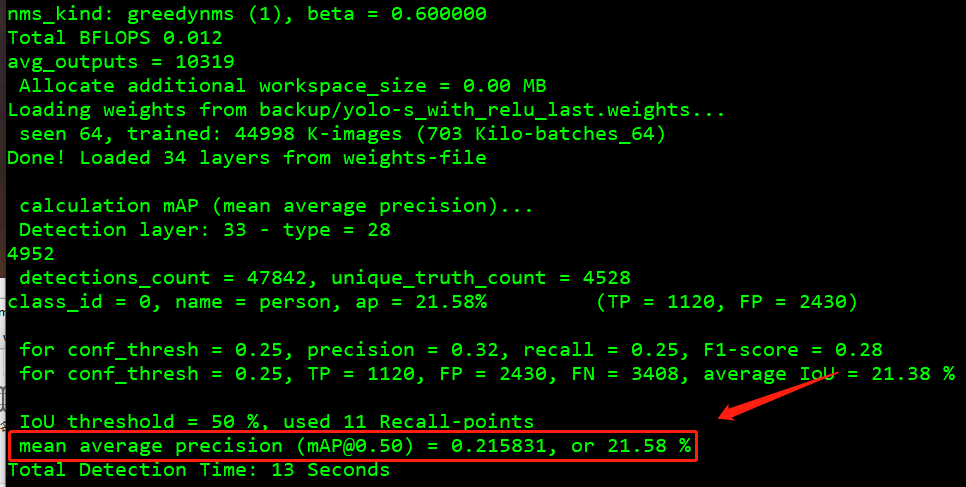 nms_kind: greedynms (1), beta = 0.600000
Total BFLOPS 0.012
avg_outputs = 10319
Allocate additional workspace_size = 0.00 MB
Loading weights from backup/yolo-s_with_relu_last.weights...
seen 64, trained: 44998 K-images (703 Kilo-batches_64)
Done! Loaded 34 layers from weights-file
calculation mAP (mean average precision)...
Detection layer: 33 - type = 28
4952
detections_count = 47842, unique_truth_count = 4528
class_id = 0, name = person, ap = 21.58% (TP = 1120, FP = 2430)
for conf_thresh = 0.25, precision = 0.32, recall = 0.25, F1-score = 0.28
for conf_thresh = 0.25, TP = 1120, FP = 2430, FN = 3408, average IoU = 21.38 %
IoU threshold = 50 %, used 11 Recall-points
mean average precision (mAP@0.50) = 0.215831, or 21.58 %
Total Detection Time: 13 Seconds